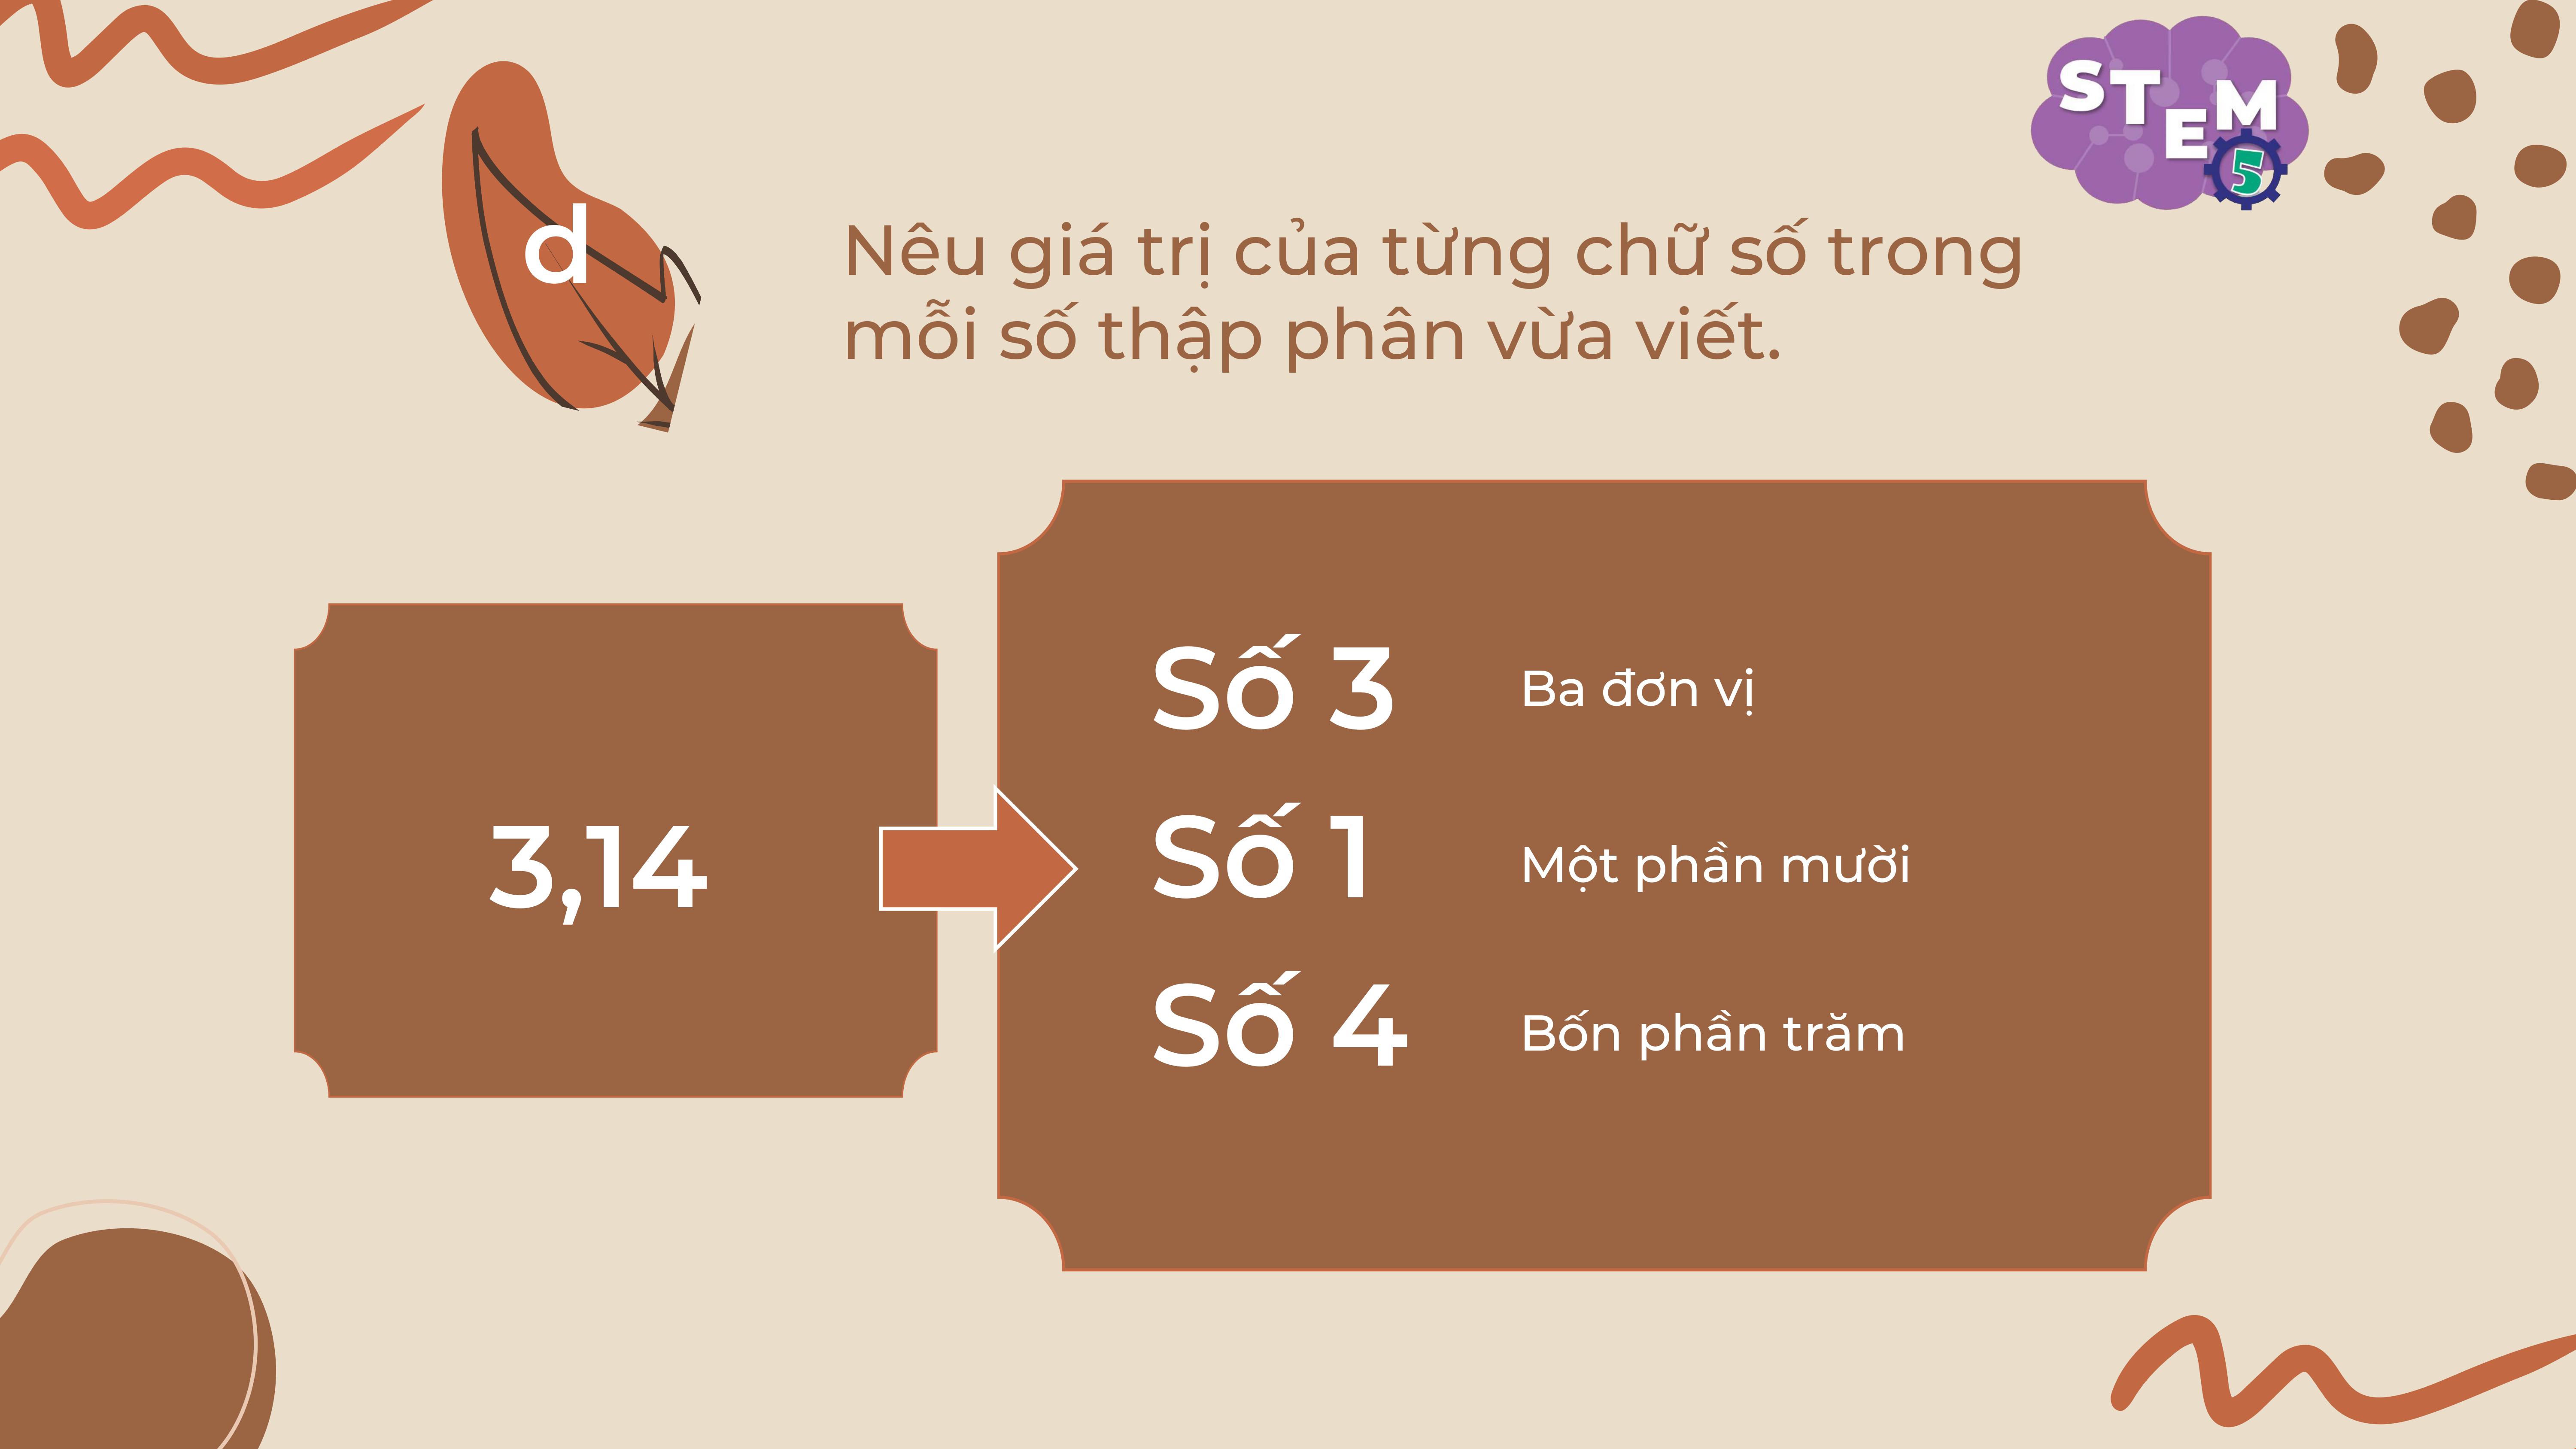 STEM
5
d
Nêu giá trị của từng chữ số trong
mỗi số thập phân vừa viết.
3,14
Số 3 Ba đơn vị
Số 1 Một phần mười
Số 4 Bốn phần trăm